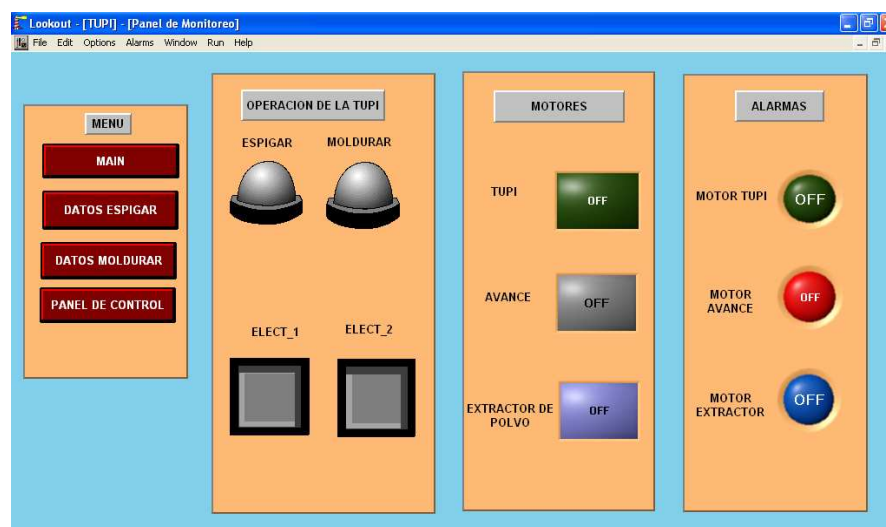 Lookout - [TUPI] - [Panel de Monitoreo]
File Edit Options Alarms Window Run Help
MENU
MAIN
DATOS ESPIGAR
DATOS MOLDURAR
PANEL DE CONTROL
OPERACION DE LA TUPI
ESPIGAR MOLDURAR
ELECT_1 ELECT_2
MOTORES
TUPI OFF
AVANCE OFF
EXTRACTOR DE
POLVO
OFF
ALARMAS
MOTOR TUPI OFF
MOTOR
AVANCE
OFF
MOTOR
EXTRACTOR
OFF